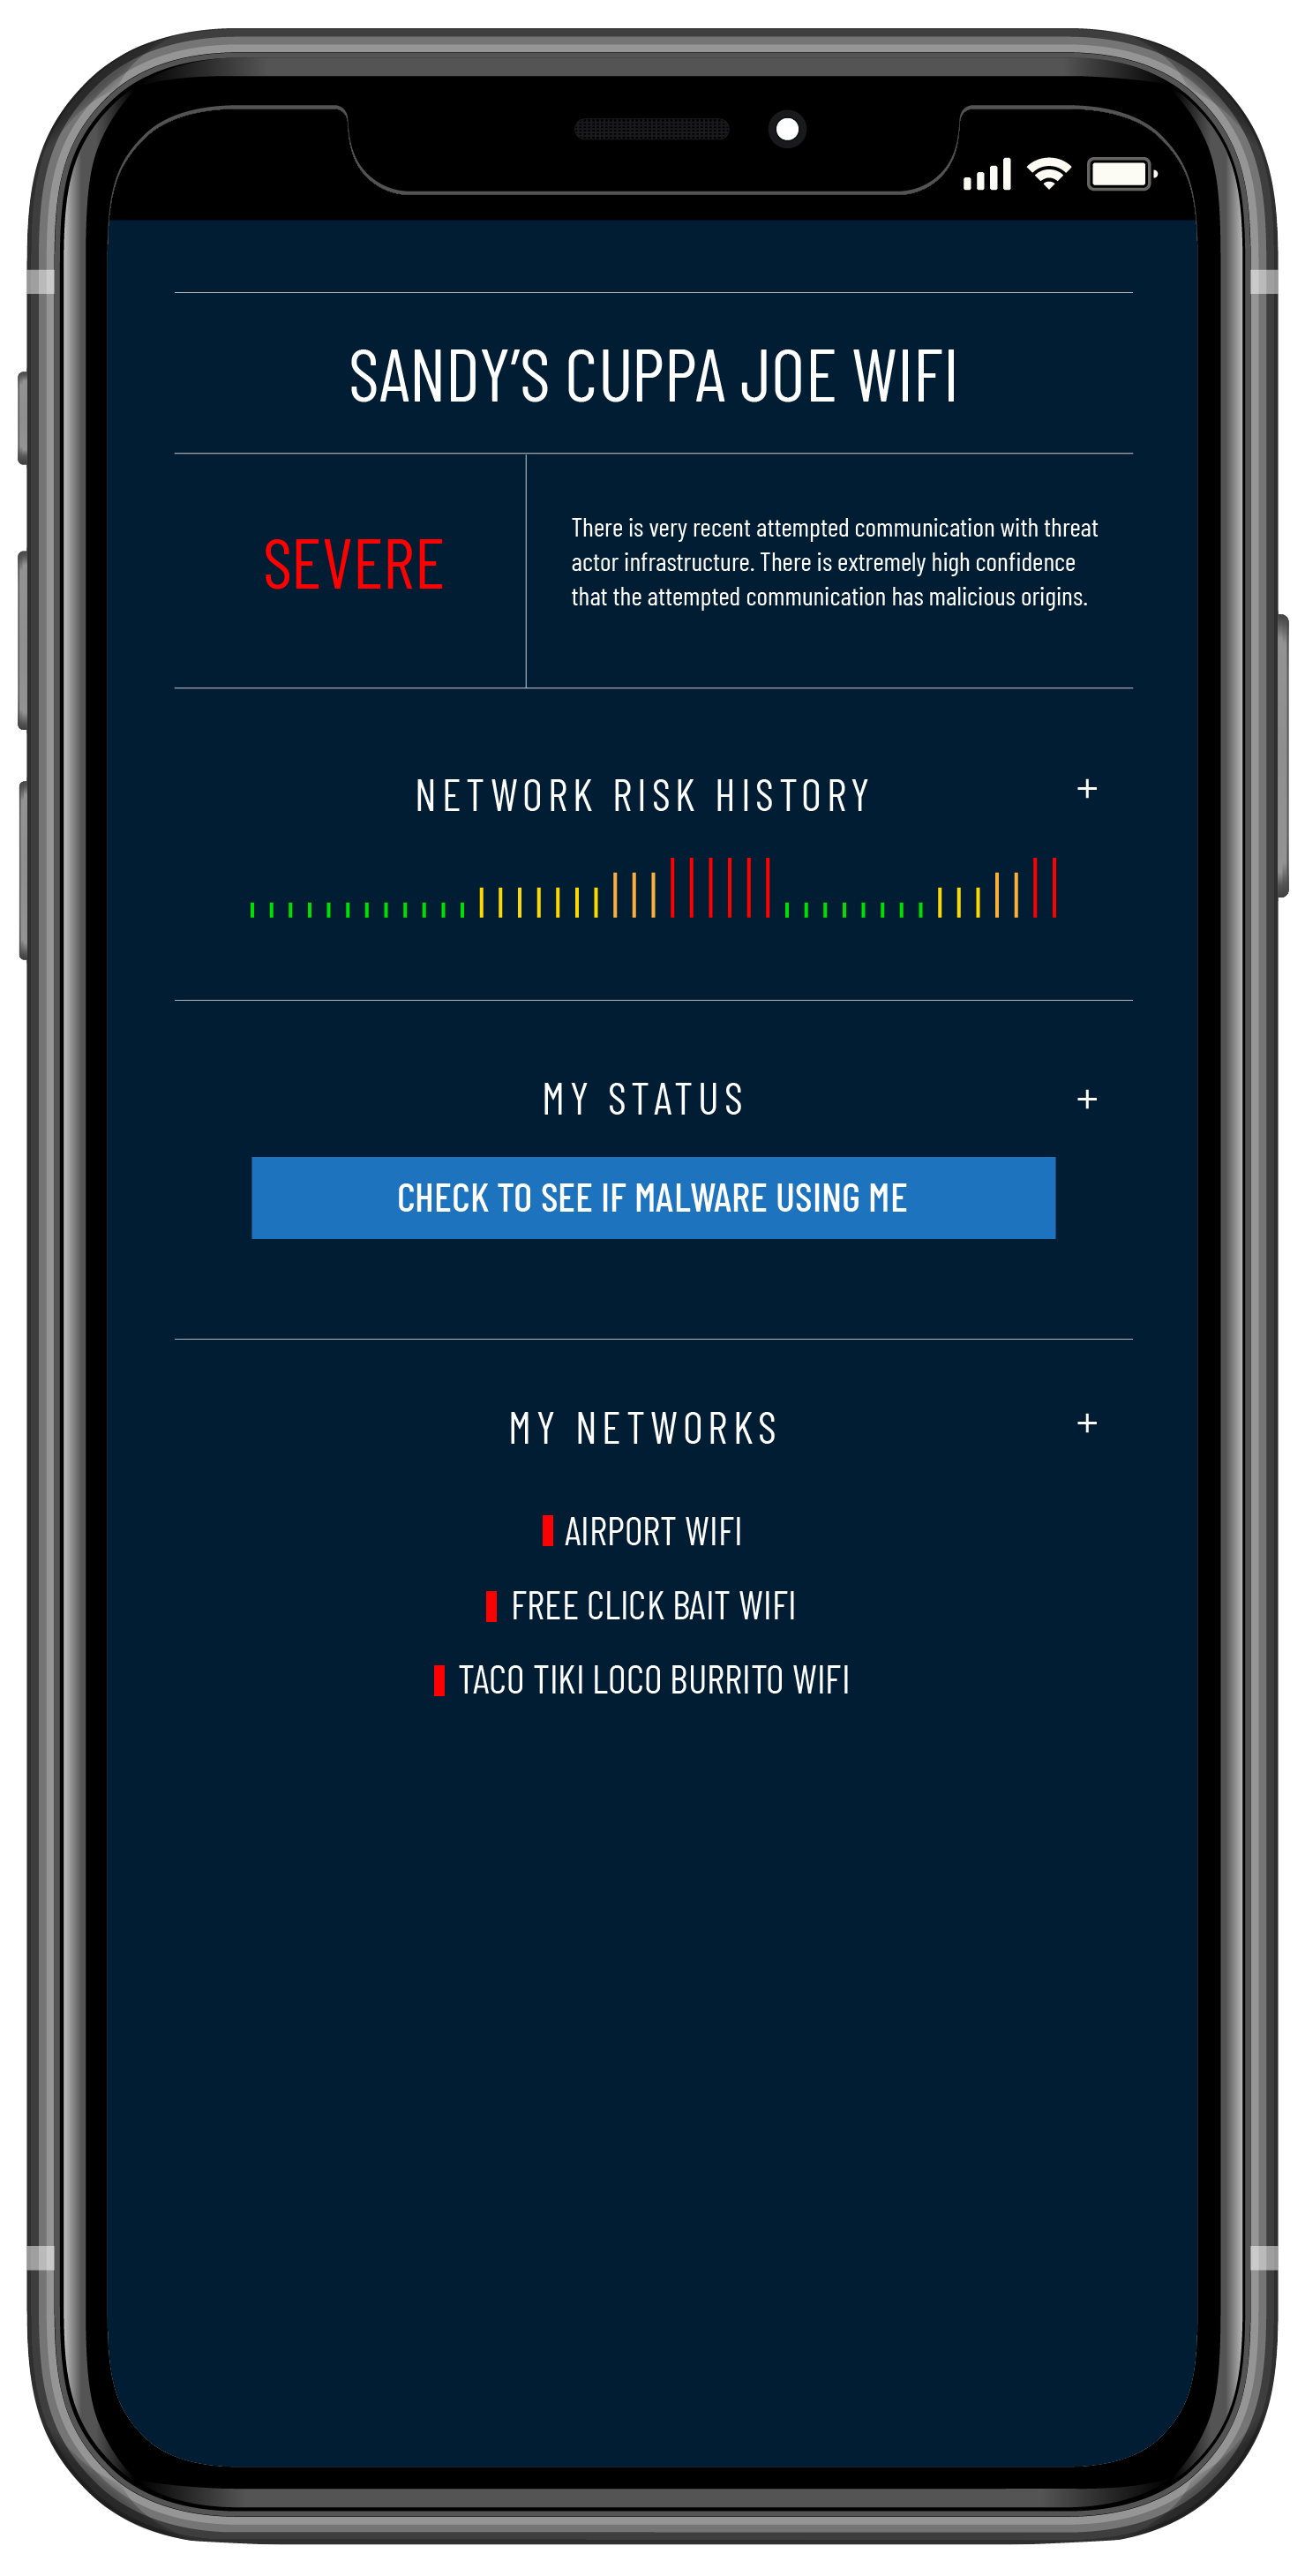 SANDY’S CUPPA JOE WIFI
SEVERE
There is very recent attempted communication with threat
actor infrastructure. There is extremely high confidence
that the attempted communication has malicious origins.
NETWORK RISK HISTORY +
MY STATUS +
CHECK TO SEE IF MALWARE USING ME
MY NETWORKS +
AIRPORT WIFI
FREE CLICK BAIT WIFI
TACO TIKI LOCO BURRITO WIFI